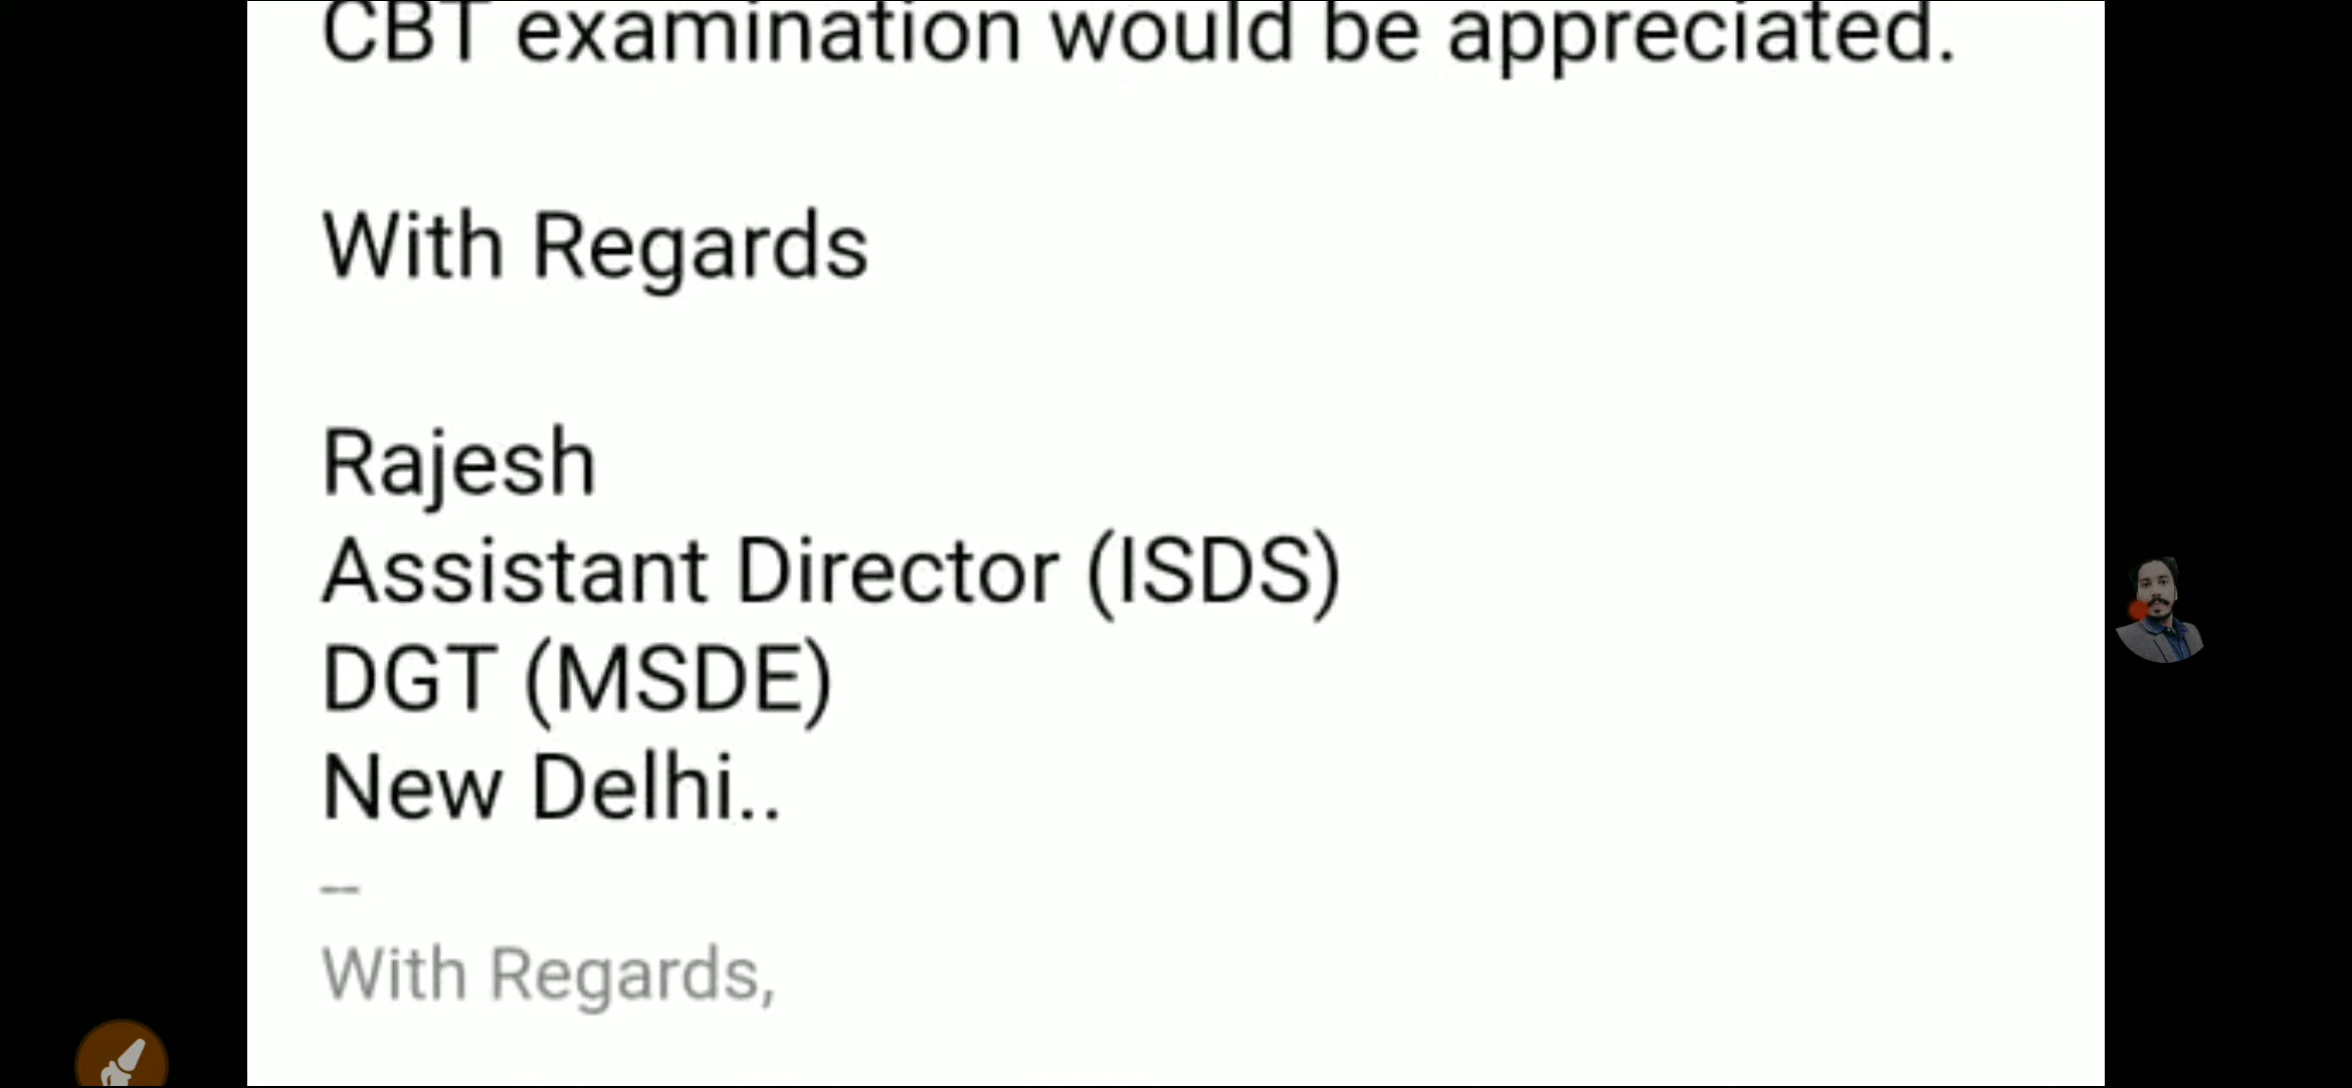 CBT examination would be appreciated.
With Regards
Rajesh
Assistant Director (ISDS)
DGT (MSDE)
New Delhi..
--
With Regards,